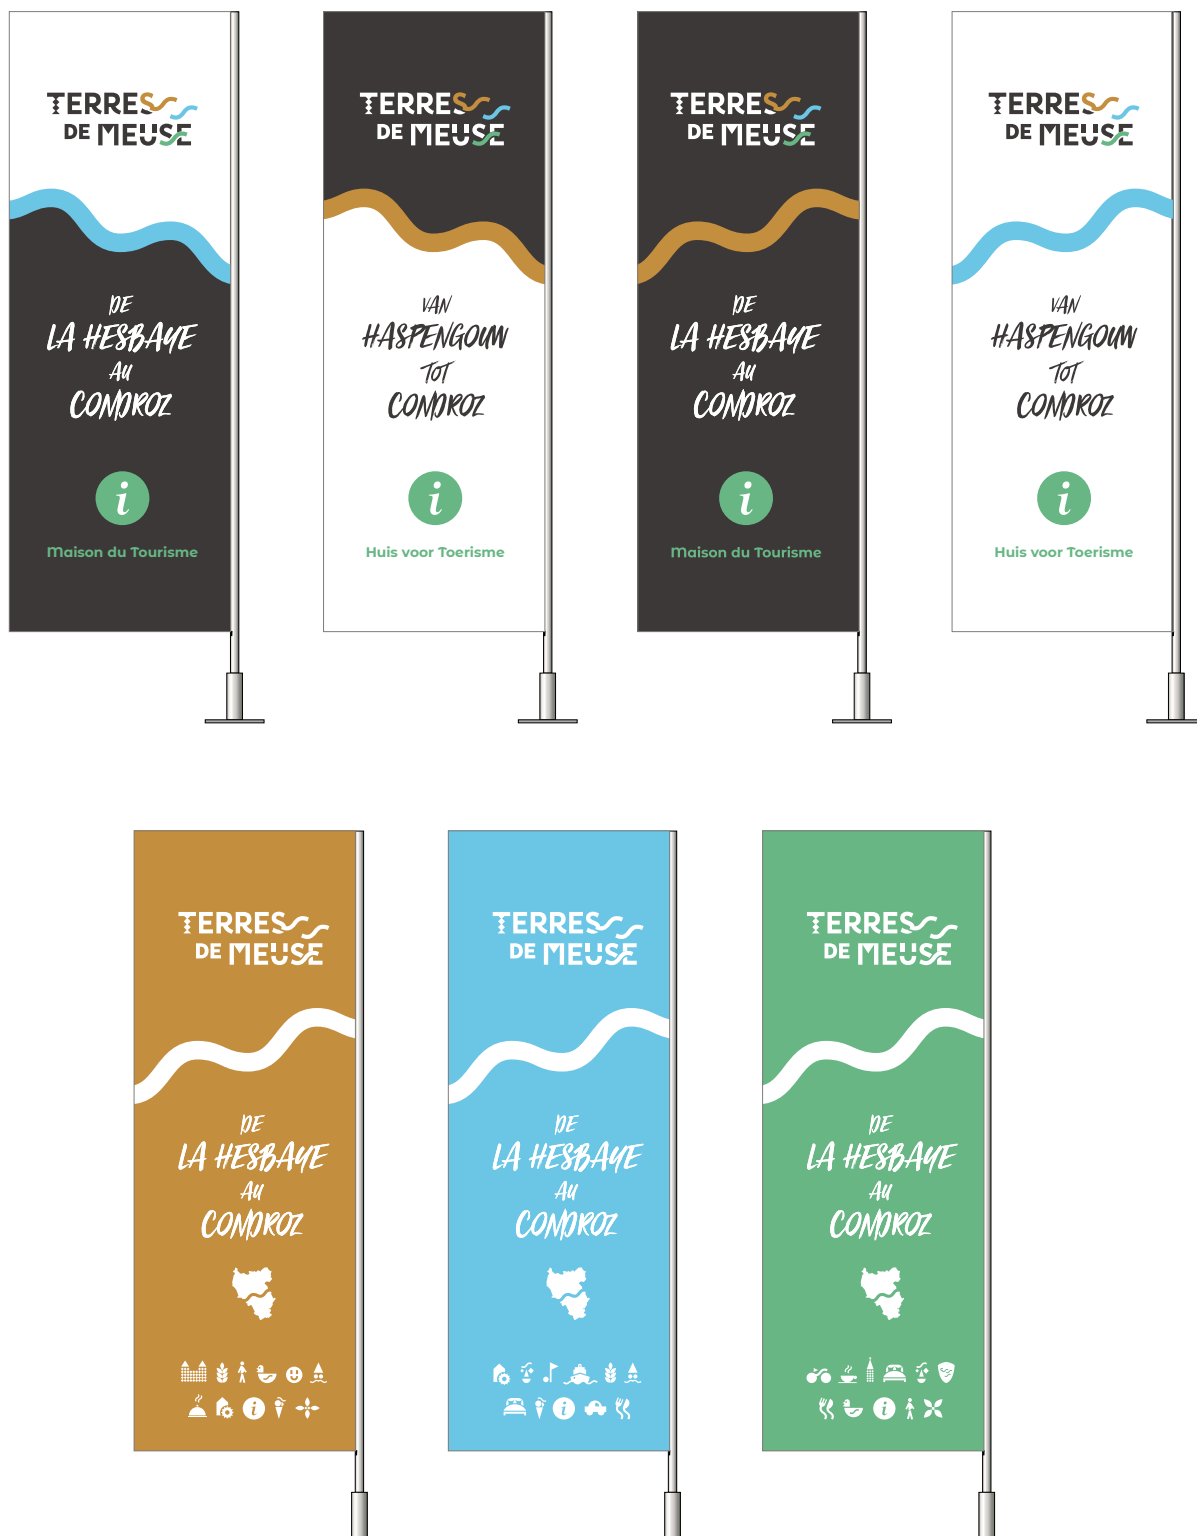 TERRES
DE MEUSE
DE
LA HESBAYE
AU
CONDROZ
i
Maison du Tourisme
TERRES
DE MEUSE
VAN
HASPENGOUW
TOT
CONDROZ
i
Huis voor Toerisme
TERRES
DE MEUSE
DE
LA HESBAYE
AU
CONDROZ
i
Maison du Tourisme
TERRES
DE MEUSE
VAN
HASPENGOUW
TOT
CONDROZ
i
Huis voor Toerisme
TERRES
DE MEUSE
DE
LA HESBAYE
AU
CONDROZ
i
TERRES
DE MEUSE
DE
LA HESBAYE
AU
CONDROZ
i
TERRES
DE MEUSE
DE
LA HESBAYE
AU
CONDROZ
i